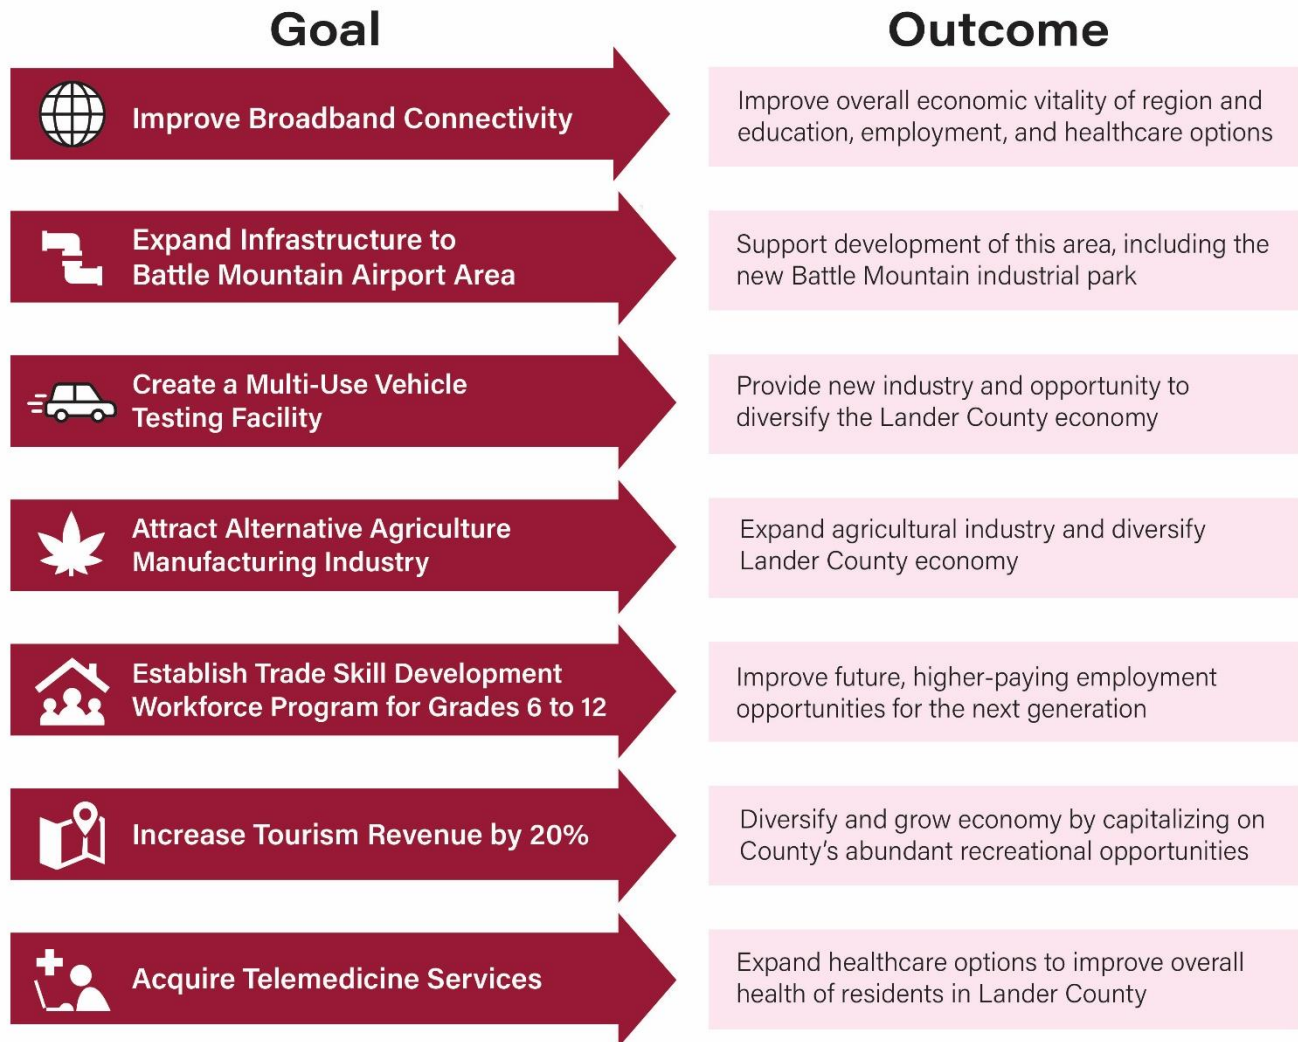 Goal
Outcome
Improve Broadband Connectivity
Improve overall economic vitality of region and
education, employment, and healthcare options
Expand Infrastructure to
Battle Mountain Airport Area
Support development of this area, including the
new Battle Mountain industrial park
Create a Multi-Use Vehicle
Testing Facility
Provide new industry and opportunity to
diversify the Lander County economy
Attract Alternative Agriculture
Manufacturing Industry
Expand agricultural industry and diversify
Lander County economy
Establish Trade Skill Development
Workforce Program for Grades 6 to 12
Improve future, higher-paying employment
opportunities for the next generation
Increase Tourism Revenue by 20%
Diversify and grow economy by capitalizing on
County’s abundant recreational opportunities
Acquire Telemedicine Services
Expand healthcare options to improve overall
health of residents in Lander County